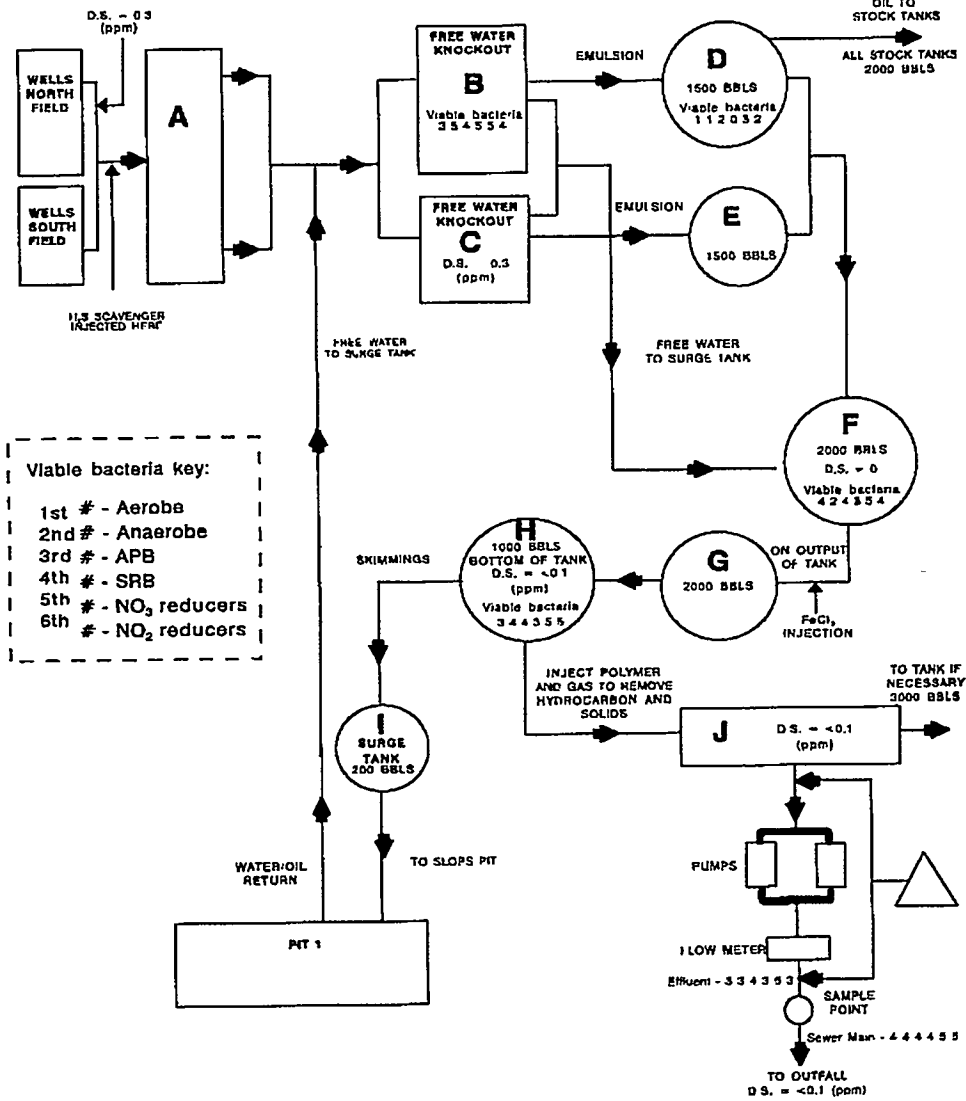 D.S. – 0.3
(ppm)
WELLS
NORTH
FIELD
WELLS
SOUTH
FIELD
A
INJECTED HERE
FREE WATER
KNOCKOUT
B
Viable bacteria
3 5 4 5 5 4
FREE WATER
KNOCKOUT
C
D.S. 0.3
(ppm)
EMULSION
EMULSION
D
1500 BBLS
Viable bacteria
1 1 2 0 3 2
E
1500 BBLS
OIL TO
STOCK TANKS
ALL STOCK TANKS
2000 BBLS
FREE WATER
TO SURGE TANK
FREE WATER
TO SURGE TANK
F
2000 BBLS
D.S. – 0
Viable bacteria
4 2 4 3 5 4
Viable bacteria key:
1st # - Aerobe
2nd # - Anaerobe
3rd # - APB
4th # - SRB
5th # - NO₃ reducers
6th # - NO₂ reducers
SKIMMINGS
H
1000 BBLS
BOTTOM OF TANK
D.S. = <0.1
(ppm)
Viable bacteria
3 4 4 3 5 5
G
2000 BBLS
ON OUTPUT
OF TANK
INJECTION
INJECT POLYMER
AND GAS TO REMOVE
HYDROCARBON AND
SOLIDS
TO TANK IF
NECESSARY
3000 BBLS
J
D.S. = <0.1
(ppm)
I
SURGE
TANK
200 BBLS
TO SLOPS PIT
WATER/OIL
RETURN
PIT 1
PUMPS
FLOW METER
Effluent - 3 3 4 3 5 3
SAMPLE
POINT
Sewer Main - 4 4 4 4 5 5
TO OUTFALL
D.S. = <0.1 (ppm)